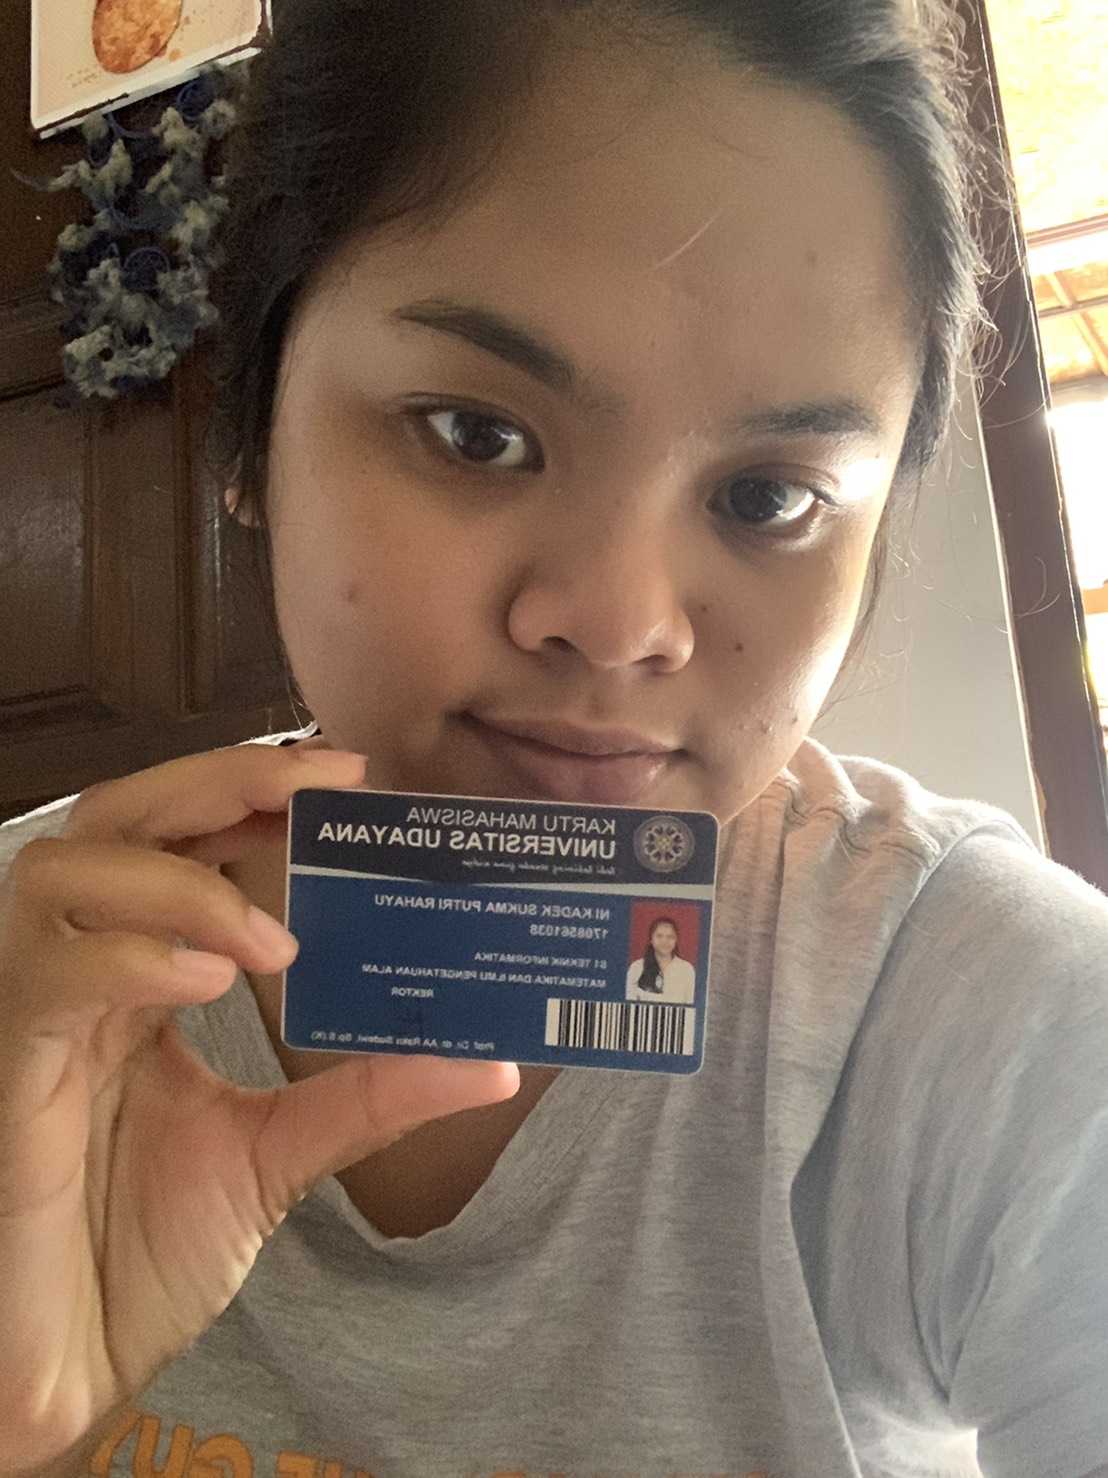 KARTU MAHASISWA
UNIVERSITAS UDAYANA
NI KADEK SUKMA PUTRI RAHAYU
1708561038
S1 TEKNIK INFORMATIKA
MATEMATIKA DAN ILMU PENGETAHUAN ALAM
REKTOR
Prof. Dr. dr. AA Raka Sudewi, Sp.S (K)